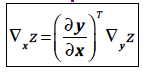 ∇ₓz = (∂y/∂x)ᵀ ∇ᵧz